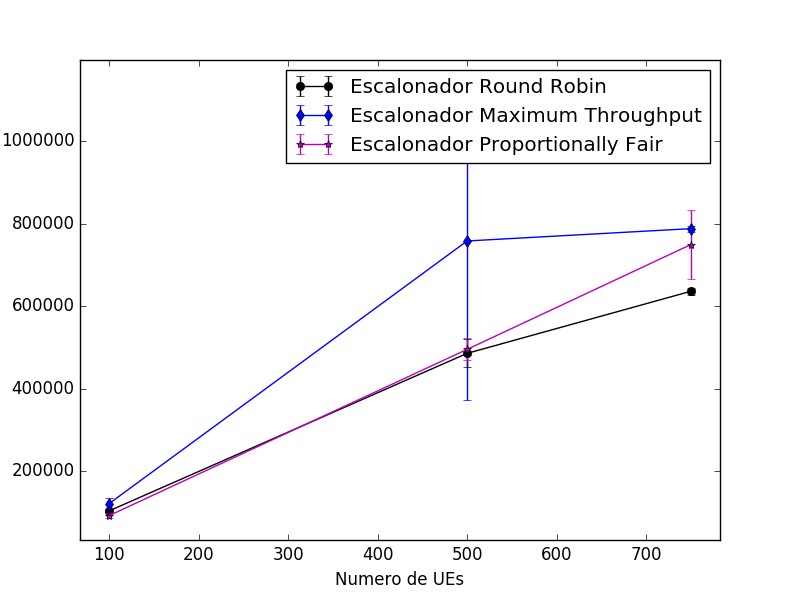 Escalonador Round Robin
Escalonador Maximum Throughput
Escalonador Proportionally Fair
1000000
800000
600000
400000
200000
100 200 300 400 500 600 700
Numero de UEs